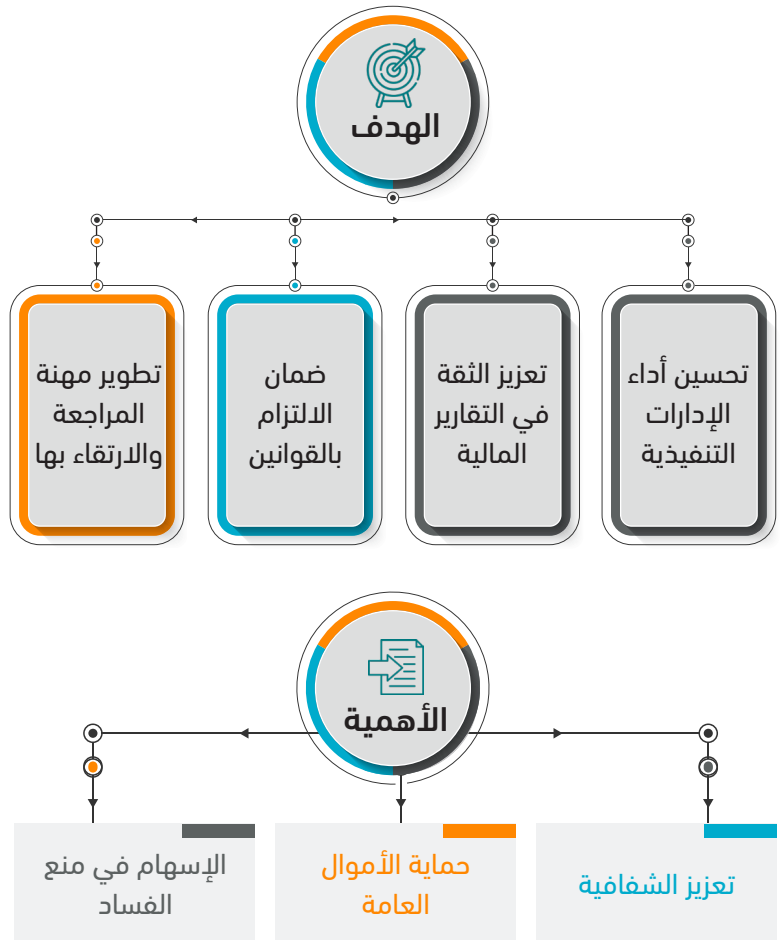 الهدف
تحسين أداء
الإدارات
التنفيذية
تعزيز الثقة
في التقارير
المالية
ضمان
الالتزام
بالقوانين
تطوير مهنة
المراجعة
والارتقاء بها
الأهمية
تعزيز الشفافية
حماية الأموال
العامة
الإسهام في منع
الفساد